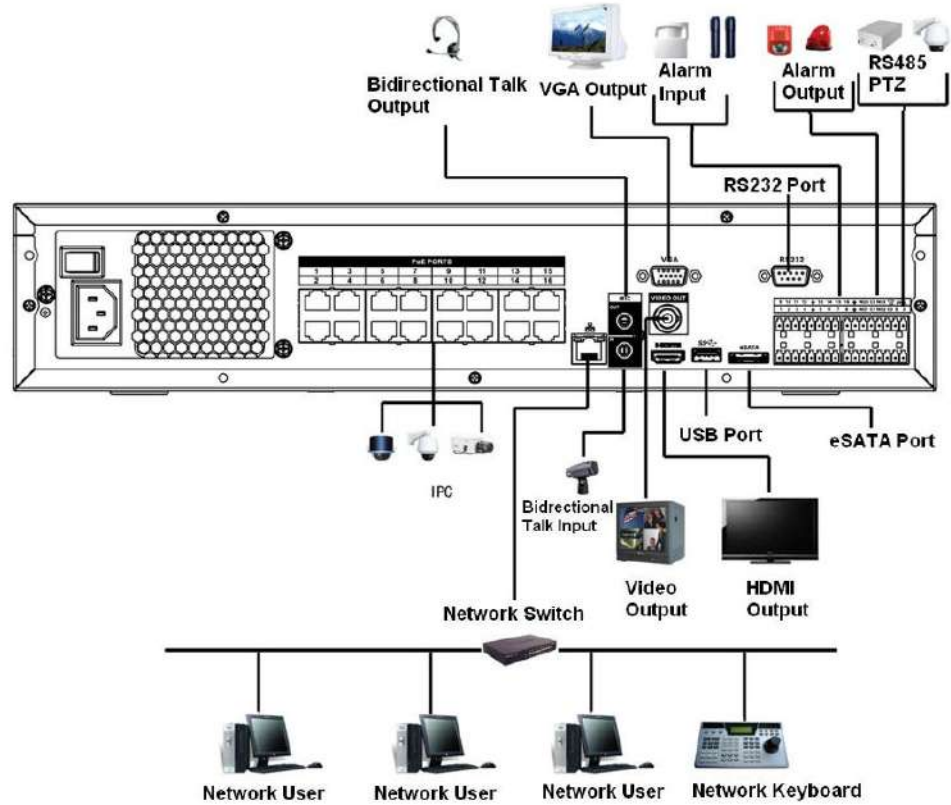 Bidirectional Talk
Output
VGA Output
Alarm
Input
Alarm
Output
RS485
PTZ
RS232 Port
PoE PORTS
1 3 5 7 9 11 13 15
2 4 6 8 10 12 14 16
VGA
RS232
MIC
OUT
VIDEO OUT
HDMI
eSATA
USB Port
eSATA Port
IPC
Bidrectional
Talk Input
Video
Output
HDMI
Output
Network Switch
Network User
Network User
Network User
Network Keyboard